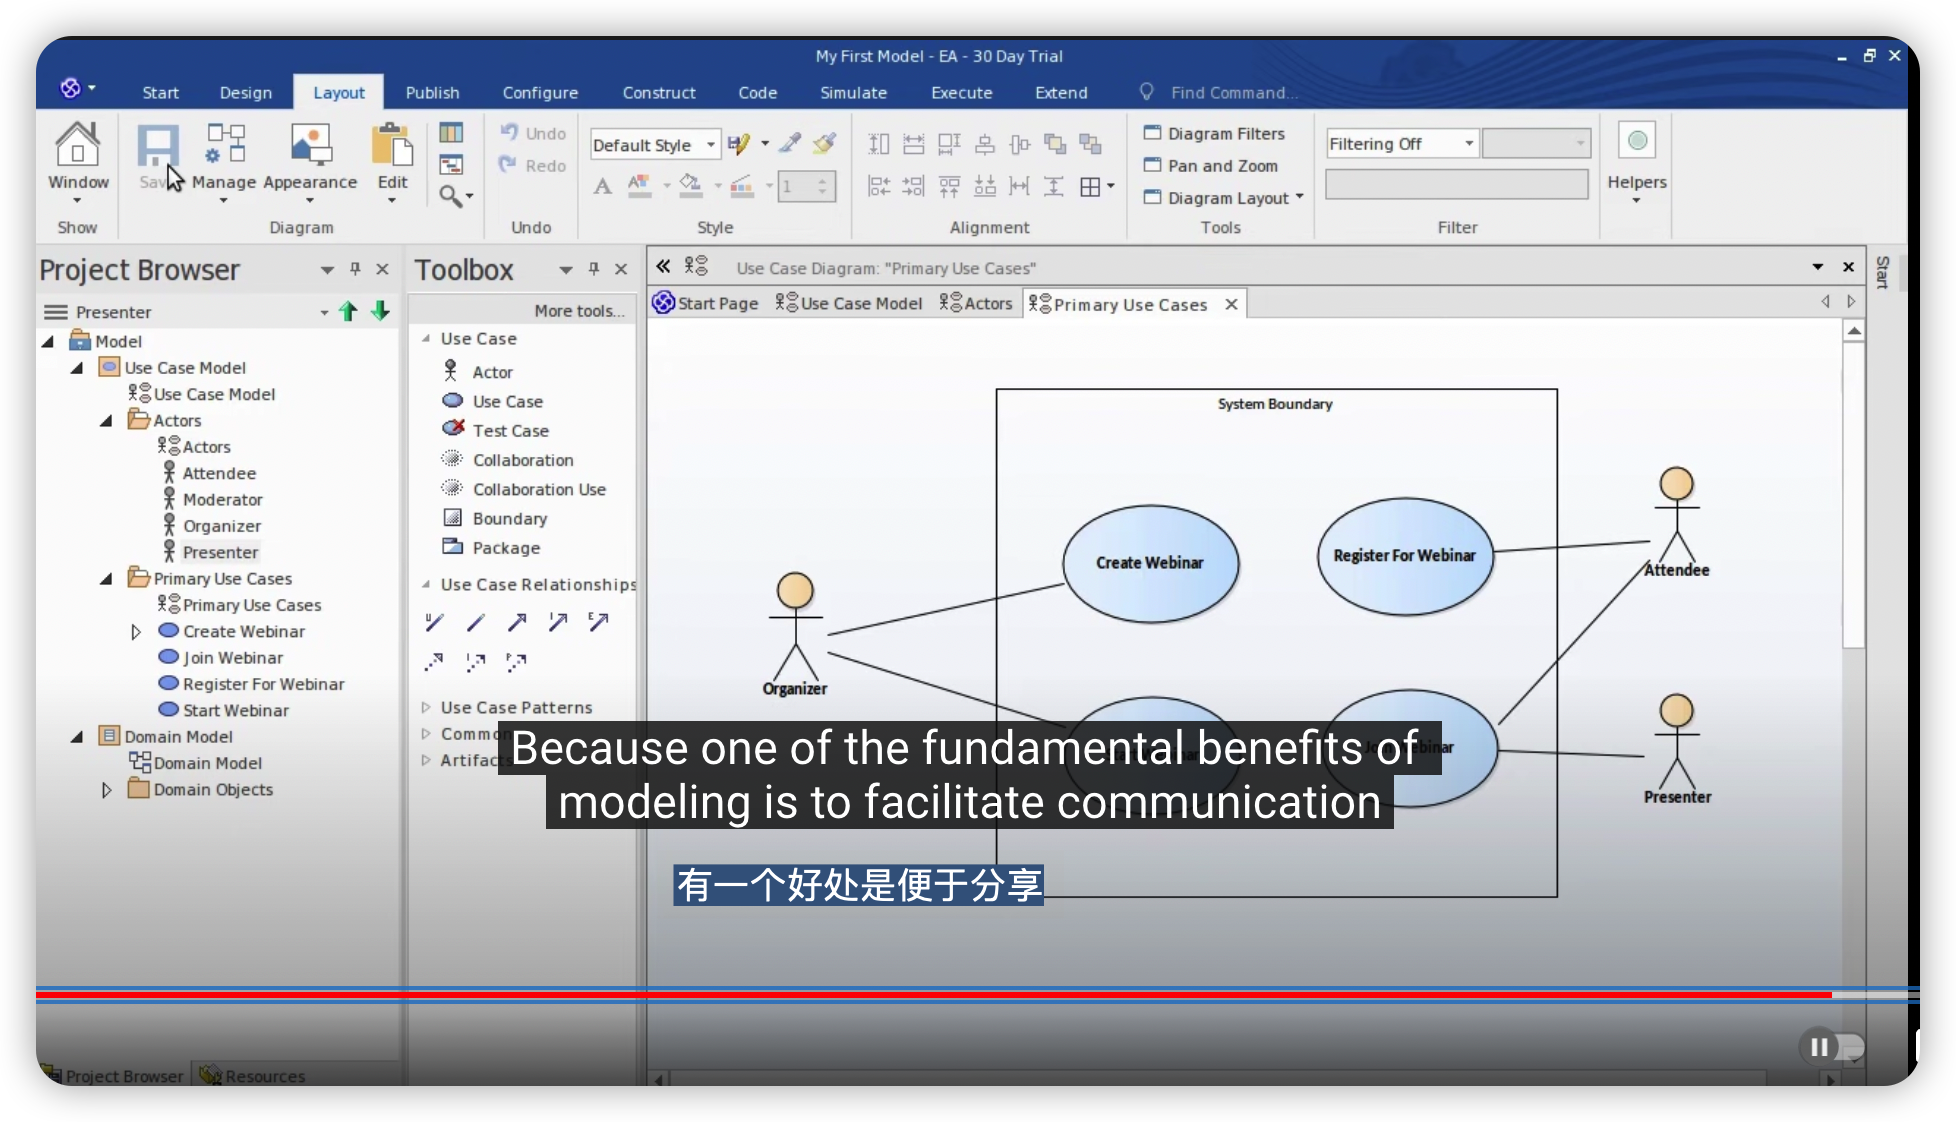 My First Model - EA - 30 Day Trial
Start
Design
Layout
Publish
Configure
Construct
Code
Simulate
Execute
Extend
Find Command...
Window
Show
Save
Manage
Appearance
Edit
Diagram
Undo
Redo
Undo
Default Style
1
Style
Alignment
Diagram Filters
Pan and Zoom
Diagram Layout
Tools
Filtering Off
Filter
Helpers
Project Browser
Presenter
Model
Use Case Model
Use Case Model
Actors
Actors
Attendee
Moderator
Organizer
Presenter
Primary Use Cases
Primary Use Cases
Create Webinar
Join Webinar
Register For Webinar
Start Webinar
Domain Model
Domain Model
Domain Objects
Project Browser
Resources
Toolbox
More tools...
Use Case
Actor
Use Case
Test Case
Collaboration
Collaboration Use
Boundary
Package
Use Case Relationships
Use Case Patterns
Common
Artifacts
Use Case Diagram: "Primary Use Cases"
Start Page
Use Case Model
Actors
Primary Use Cases
Start
System Boundary
Create Webinar
Register For Webinar
Attendee
Organizer
Start Webinar
Join Webinar
Presenter
Because one of the fundamental benefits of
modeling is to facilitate communication
有一个好处是便于分享